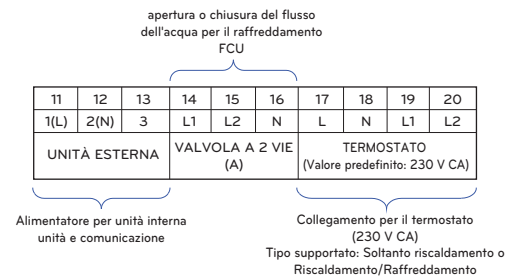 apertura o chiusura del flusso
dell'acqua per il raffreddamento
FCU
11 12 13 14 15 16 17 18 19 20
1(L) 2(N) 3 L1 L2 N L N L1 L2
UNITÀ ESTERNA VALVOLA A 2 VIE TERMOSTATO
(A) (Valore predefinito: 230 V CA)
Alimentatore per unità interna
unità e comunicazione
Collegamento per il termostato
(230 V CA)
Tipo supportato: Soltanto riscaldamento o
Riscaldamento/Raffreddamento